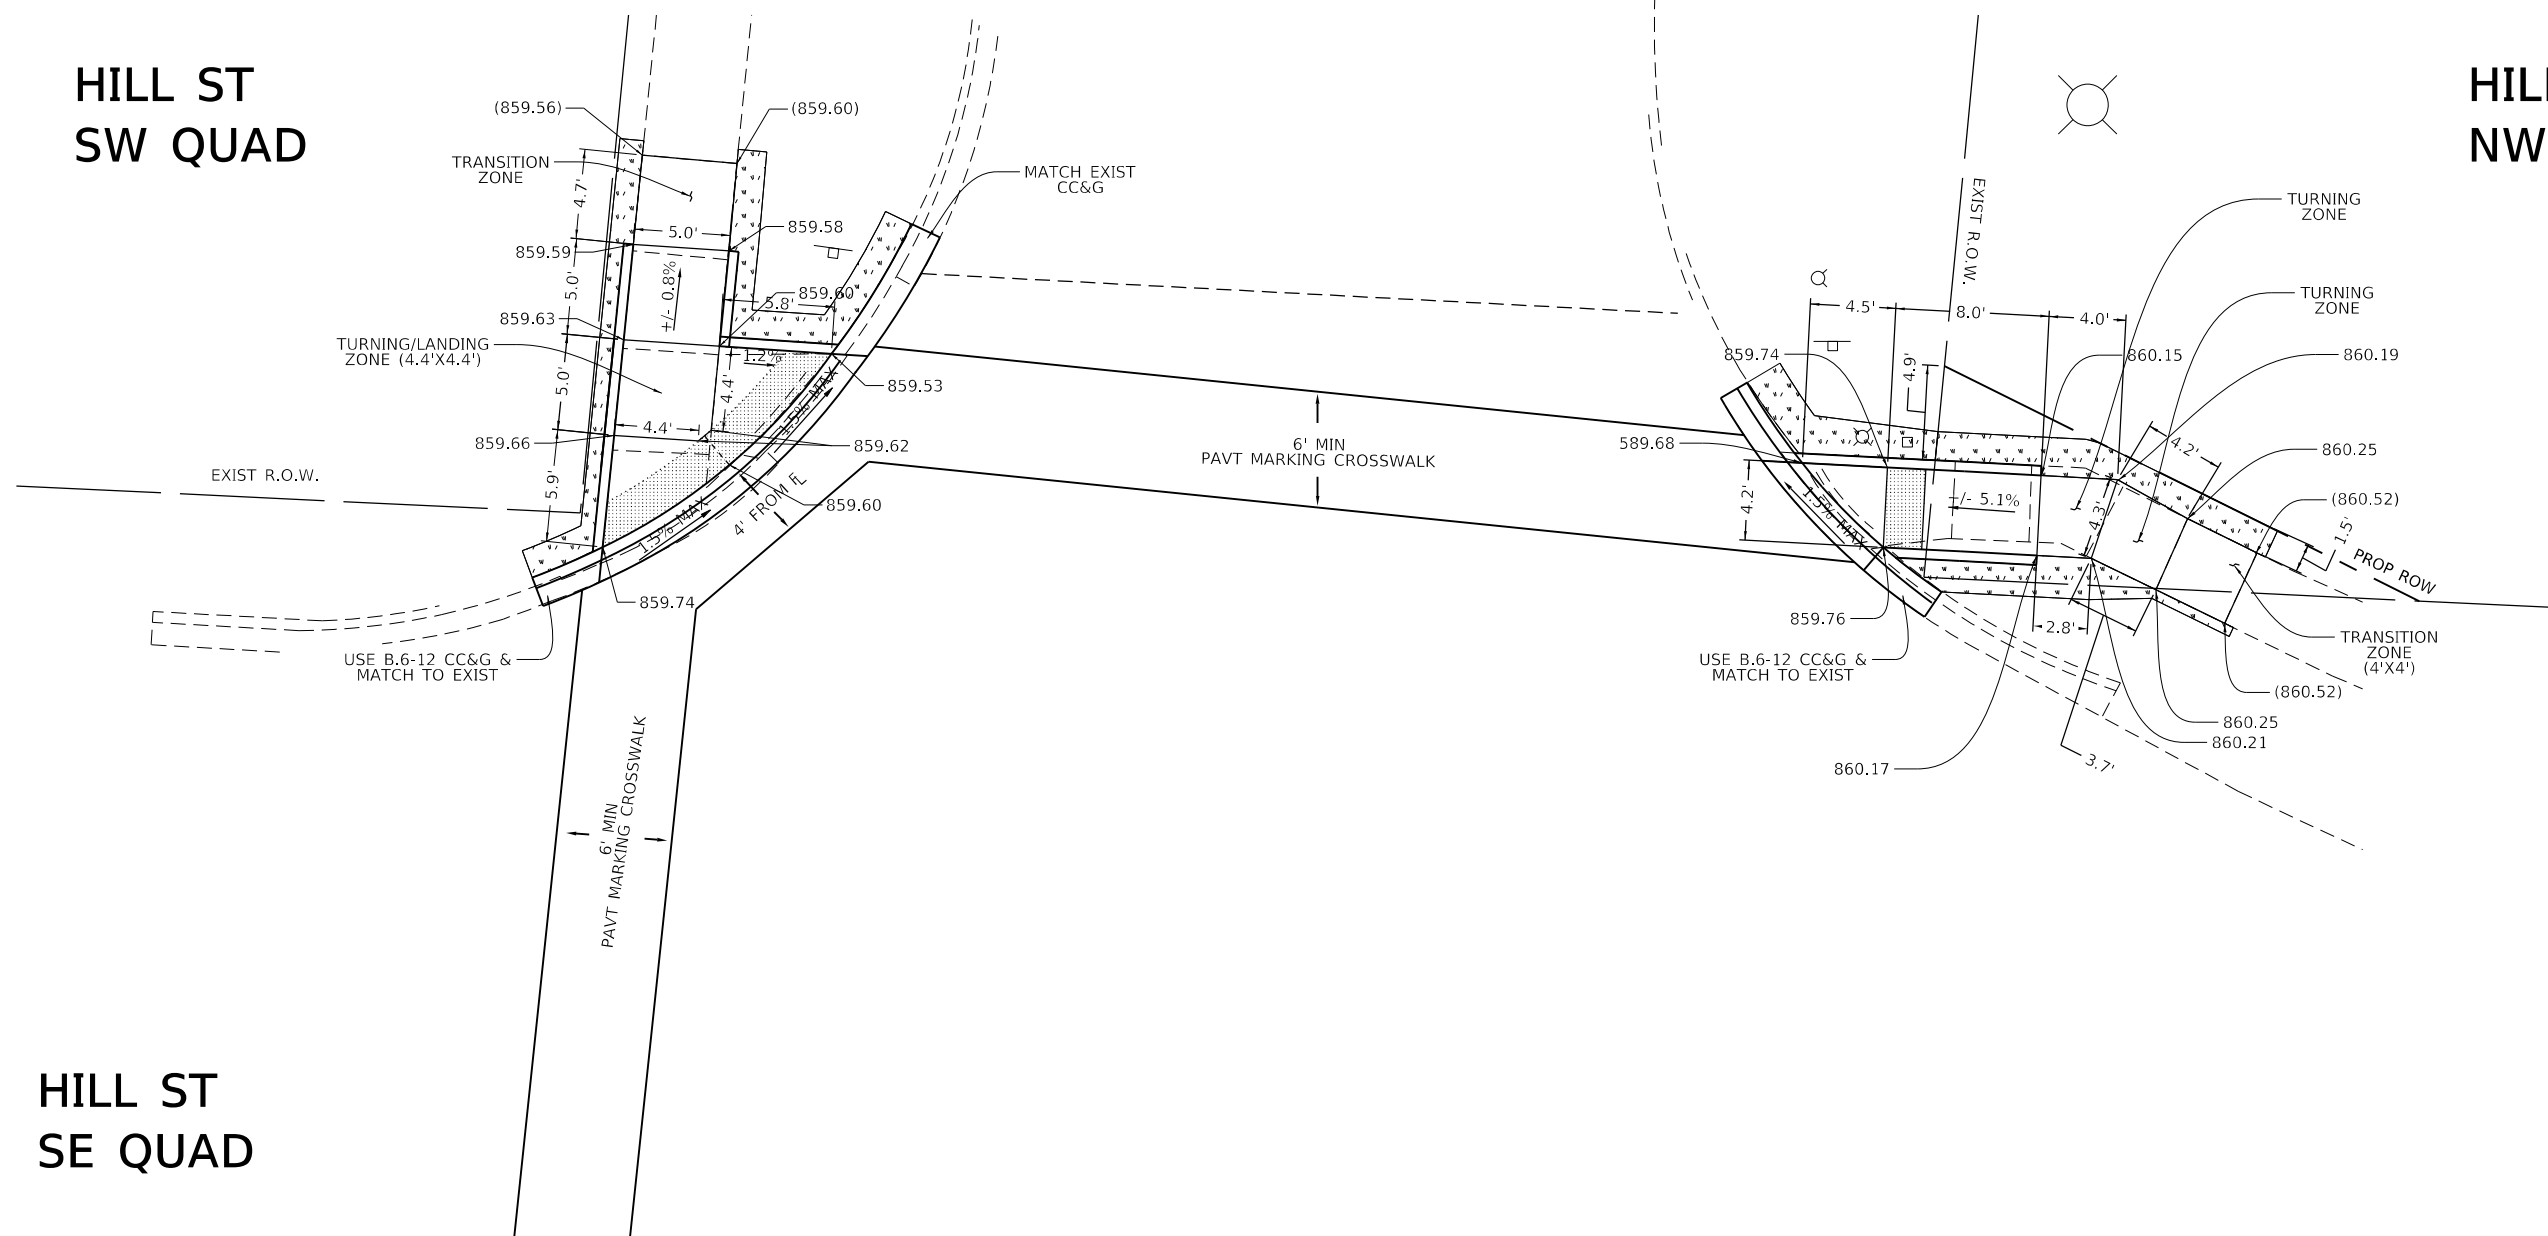 HILL ST
SW QUAD
HILL
NW
(859.56)
(859.60)
TRANSITION
ZONE
4.7'
MATCH EXIST
CC&G
5.0'
859.58
859.59
5.0'
+/- 0.8%
859.60
5.8'
859.63
TURNING/LANDING
ZONE (4.4'X4.4')
1.2%
859.53
5.0'
4.4'
1.5% MAX
4.4'
859.66
859.62
EXIST R.O.W.
5.9'
859.60
4' FROM FL
1.5% MAX
859.74
USE B.6-12 CC&G &
MATCH TO EXIST
6' MIN
PAVT MARKING CROSSWALK
6' MIN
PAVT MARKING CROSSWALK
EXIST R.O.W.
TURNING
ZONE
TURNING
ZONE
4.5'
8.0'
4.0'
859.74
4.9'
860.15
860.19
589.68
4.2'
860.25
4.2'
+/- 5.1%
4.3'
(860.52)
1.5'
1.5% MAX
PROP ROW
859.76
2.8'
TRANSITION
ZONE
(4'X4')
USE B.6-12 CC&G &
MATCH TO EXIST
(860.52)
860.25
860.21
860.17
3.7'
HILL ST
SE QUAD